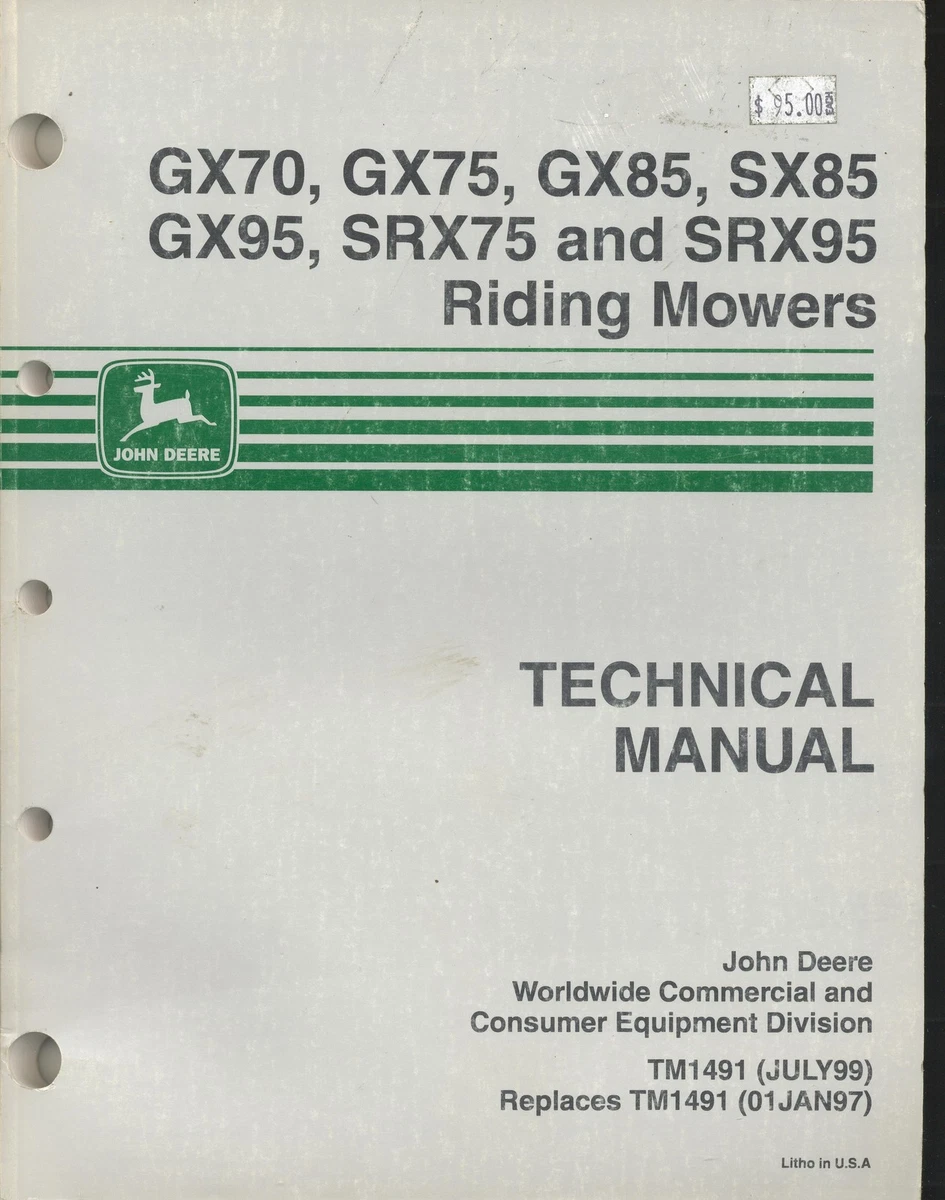 $ 95.00
GX70, GX75, GX85, SX85
GX95, SRX75 and SRX95
Riding Mowers
JOHN DEERE
TECHNICAL
MANUAL
John Deere
Worldwide Commercial and
Consumer Equipment Division
TM1491 (JULY99)
Replaces TM1491 (01JAN97)
Litho in U.S.A